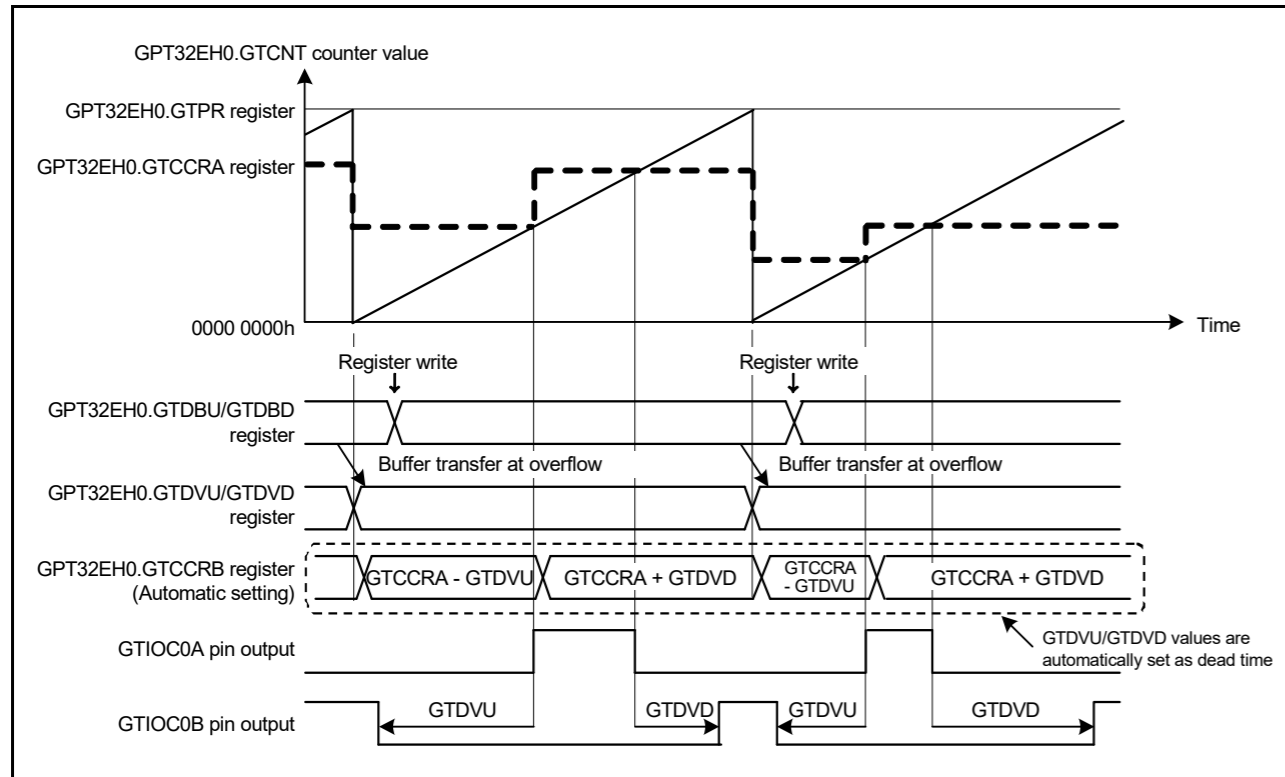 GPT32EH0.GTCNT counter value
GPT32EH0.GTPR register
GPT32EH0.GTCCRA register
0000 0000h
Time
Register write
Register write
GPT32EH0.GTDBU/GTDBD
register
Buffer transfer at overflow
Buffer transfer at overflow
GPT32EH0.GTDVU/GTDVD
register
GPT32EH0.GTCCRB register
(Automatic setting)
GTCCRA - GTDVU
GTCCRA + GTDVD
GTCCRA
- GTDVU
GTCCRA + GTDVD
GTIOC0A pin output
GTDVU/GTDVD values are
automatically set as dead time
GTIOC0B pin output
GTDVU
GTDVD
GTDVU
GTDVD